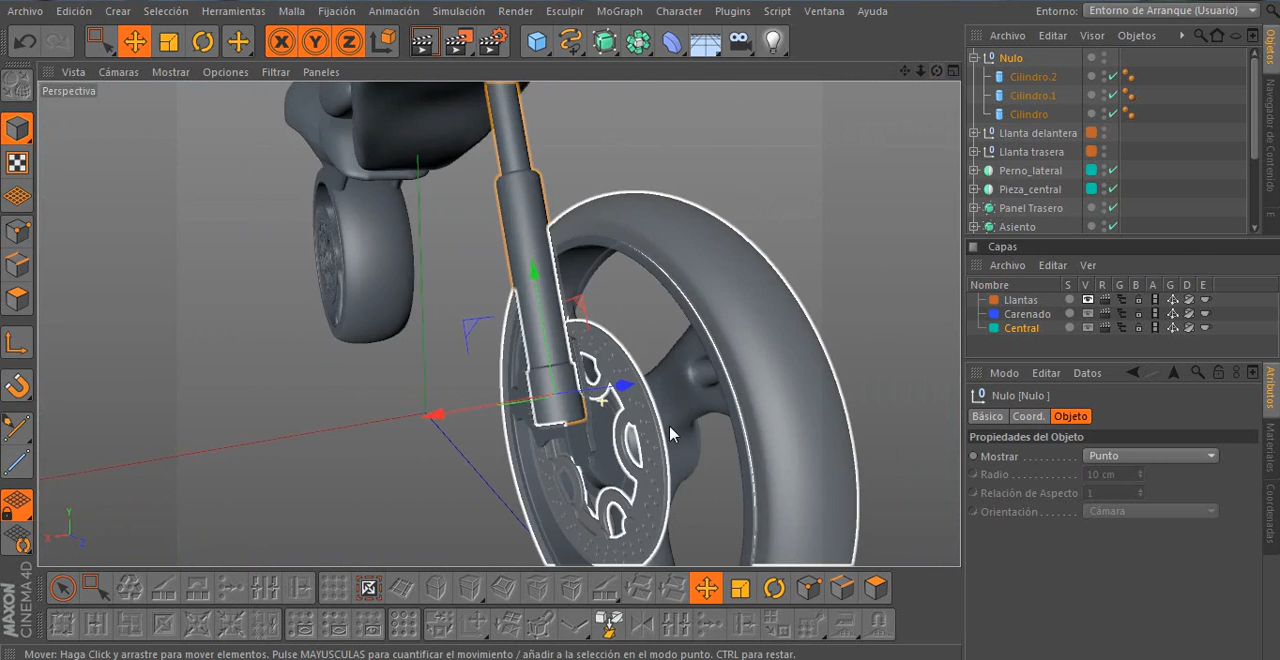 Archivo Edición Crear Selección Herramientas Malla Fijación Animación Simulación Render Esculpir MoGraph Character Plugins Script Ventana Ayuda Entorno: Entorno de Arranque (Usuario)
Vista Cámaras Mostrar Opciones Filtrar Paneles
Perspectiva
Archivo Editar Visor Objetos
Nulo
Cilindro.2
Cilindro.1
Cilindro
Llanta delantera
Llanta trasera
Perno_lateral
Pieza_central
Panel Trasero
Asiento
Objetos
Navegador de Contenido
E
Capas
Archivo Editar Ver
Nombre S V R G B A G D E
Llantas
Carenado
Central
Modo Editar Datos
Nulo [Nulo ]
Básico Coord. Objeto
Propiedades del Objeto
Mostrar Punto
Radio 10 cm
Relación de Aspecto 1
Orientación Cámara
Atributos
Materiales
Coordenadas
Y
X
Z
MAXON
CINEMA4D
Mover: Haga Click y arrastre para mover elementos. Pulse MAYUSCULAS para cuantificar el movimiento / añadir a la selección en el modo punto. CTRL para restar.